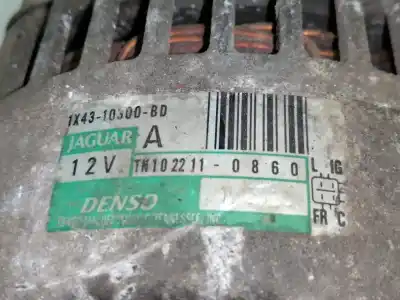 1X43-10300-BD
JAGUAR A
12V TN102211-0860 L IG
DENSO
FR C